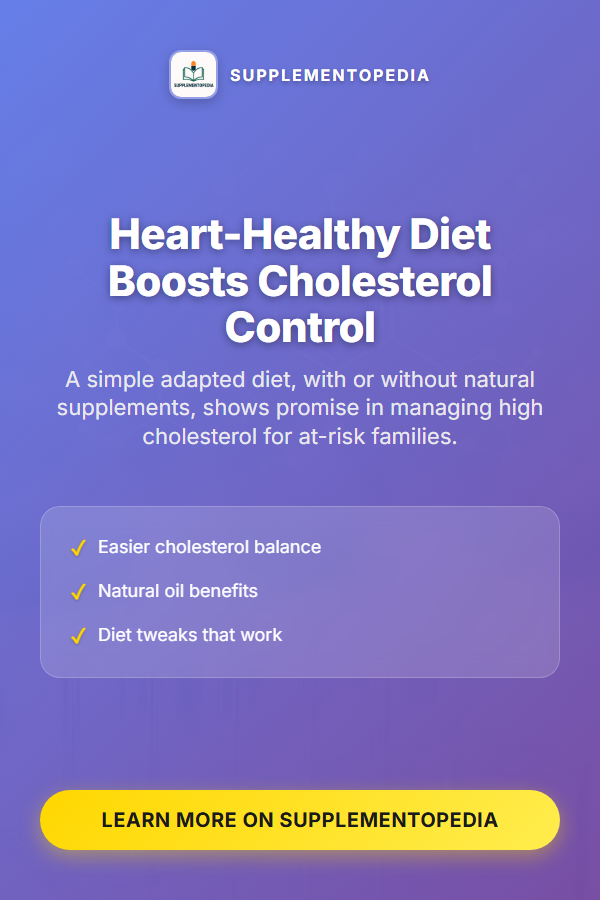 SUPPLEMENTOPEDIA
SUPPLEMENTOPEDIA
Heart-Healthy Diet
Boosts Cholesterol
Control
A simple adapted diet, with or without natural
supplements, shows promise in managing high
cholesterol for at-risk families.
✓ Easier cholesterol balance
✓ Natural oil benefits
✓ Diet tweaks that work
LEARN MORE ON SUPPLEMENTOPEDIA